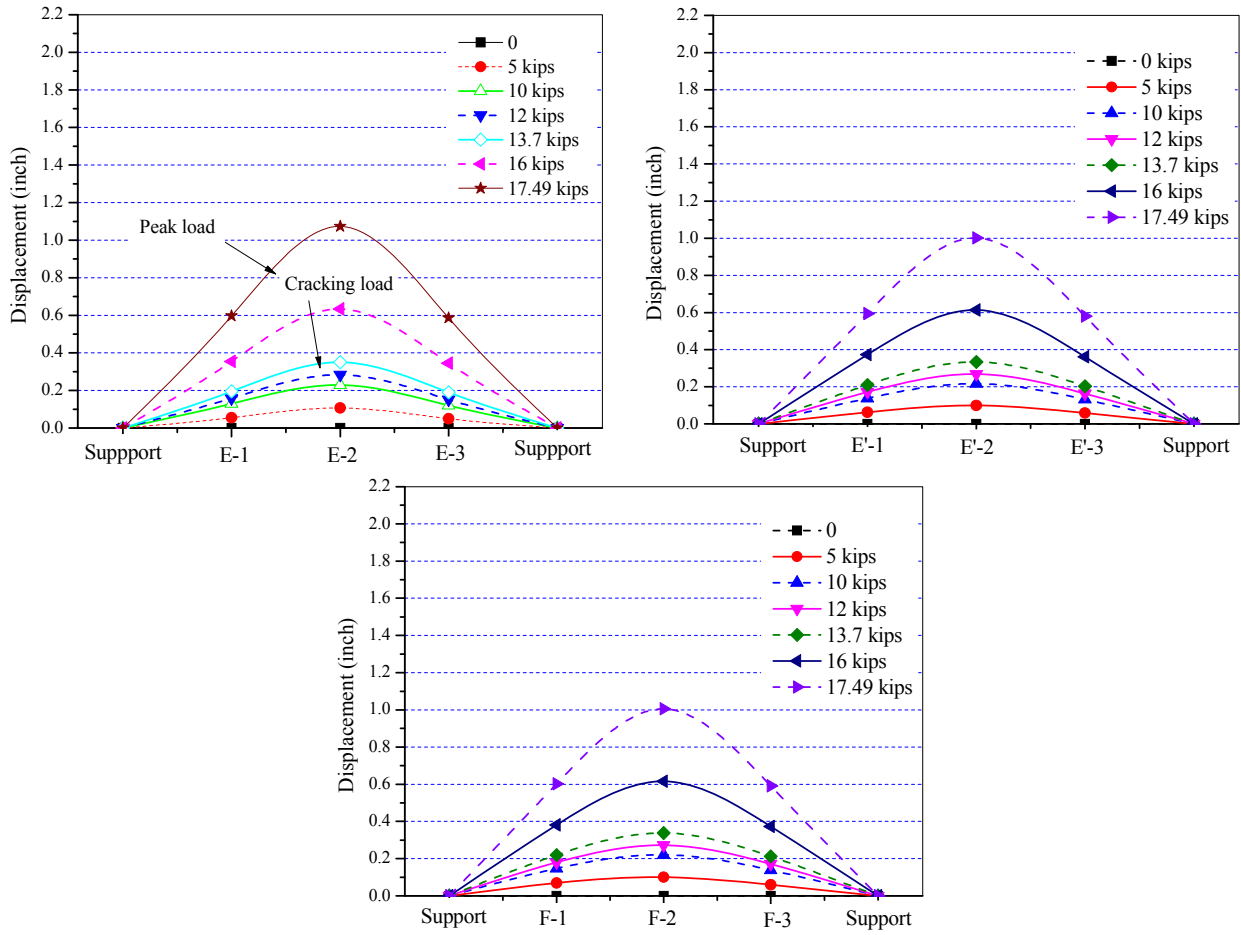 2.2
2.0
1.8
1.6
1.4
1.2
1.0
0.8
0.6
0.4
0.2
0.0
Displacement (inch)
0
5 kips
10 kips
12 kips
13.7 kips
16 kips
17.49 kips
Peak load
Cracking load
Suppport E-1 E-2 E-3 Suppport
2.2
2.0
1.8
1.6
1.4
1.2
1.0
0.8
0.6
0.4
0.2
0.0
Displacement (inch)
0 kips
5 kips
10 kips
12 kips
13.7 kips
16 kips
17.49 kips
Support E'-1 E'-2 E'-3 Support
2.2
2.0
1.8
1.6
1.4
1.2
1.0
0.8
0.6
0.4
0.2
0.0
Displacement (inch)
0
5 kips
10 kips
12 kips
13.7 kips
16 kips
17.49 kips
Support F-1 F-2 F-3 Support